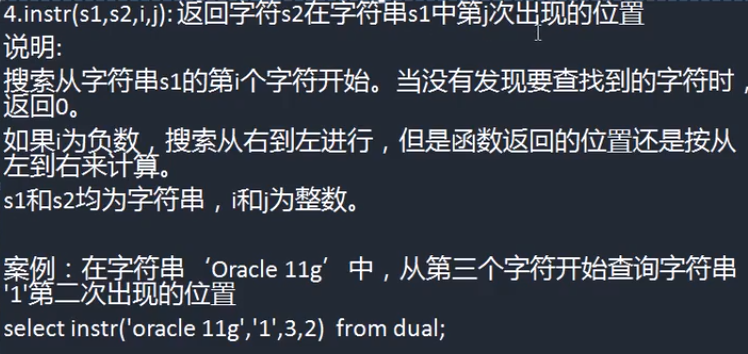 4.instr(s1,s2,i,j): 返回字符s2在字符串s1中第j次出现的位置
说明:
搜索从字符串s1的第i个字符开始。当没有发现要查找到的字符时，
返回0。
如果i为负数，搜索从右到左进行，但是函数返回的位置还是按从
左到右来计算。
s1和s2均为字符串，i和j为整数。
案例：在字符串‘Oracle 11g’中，从第三个字符开始查询字符串
'1'第二次出现的位置
select instr('oracle 11g','1',3,2) from dual;